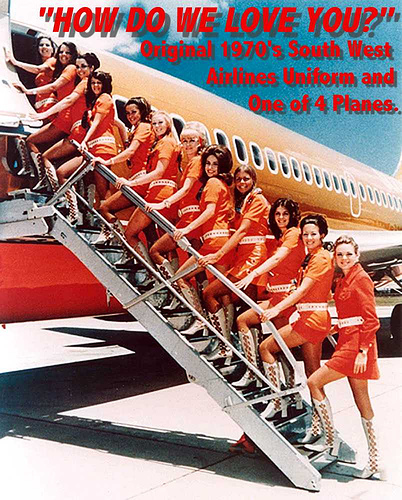 "HOW DO WE LOVE YOU?"
Original 1970's South West
Airlines Uniform and
One of 4 Planes.